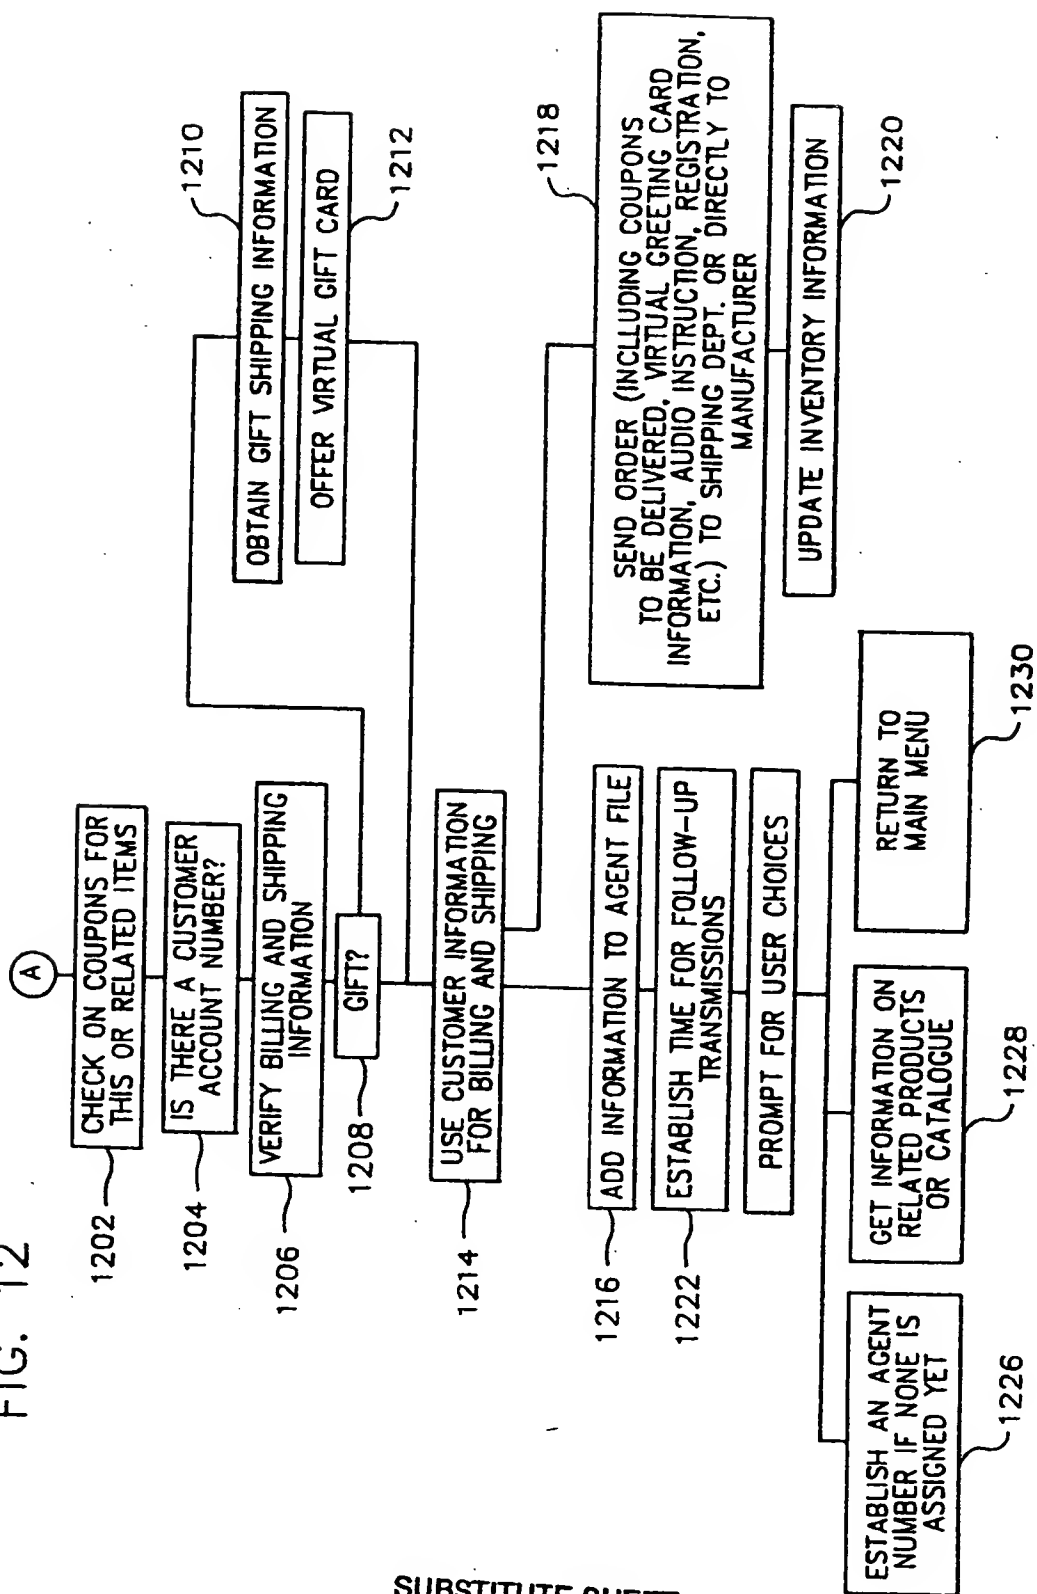 FIG. 12
A
CHECK ON COUPONS FOR
THIS OR RELATED ITEMS
1202
IS THERE A CUSTOMER
ACCOUNT NUMBER?
1204
VERIFY BILLING AND SHIPPING
INFORMATION
1206
GIFT?
1208
OBTAIN GIFT SHIPPING INFORMATION
1210
OFFER VIRTUAL GIFT CARD
1212
USE CUSTOMER INFORMATION
FOR BILLING AND SHIPPING
1214
ADD INFORMATION TO AGENT FILE
1216
SEND ORDER (INCLUDING COUPONS
TO BE DELIVERED, VIRTUAL GREETING CARD
INFORMATION, AUDIO INSTRUCTION, REGISTRATION,
ETC.) TO SHIPPING DEPT. OR DIRECTLY TO
MANUFACTURER
1218
UPDATE INVENTORY INFORMATION
1220
ESTABLISH TIME FOR FOLLOW-UP
TRANSMISSIONS
1222
PROMPT FOR USER CHOICES
ESTABLISH AN AGENT
NUMBER IF NONE IS
ASSIGNED YET
1226
GET INFORMATION ON
RELATED PRODUCTS
OR CATALOGUE
1228
RETURN TO
MAIN MENU
1230
SUBSTITUTE SHEET